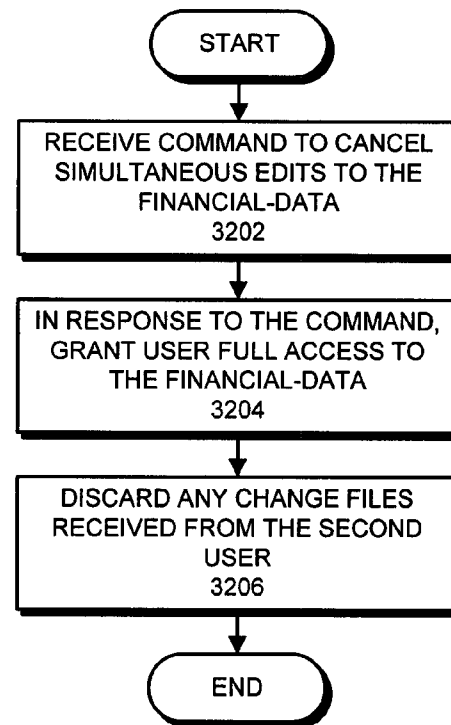 START
RECEIVE COMMAND TO CANCEL
SIMULTANEOUS EDITS TO THE
FINANCIAL-DATA
3202
IN RESPONSE TO THE COMMAND,
GRANT USER FULL ACCESS TO
THE FINANCIAL-DATA
3204
DISCARD ANY CHANGE FILES
RECEIVED FROM THE SECOND
USER
3206
END